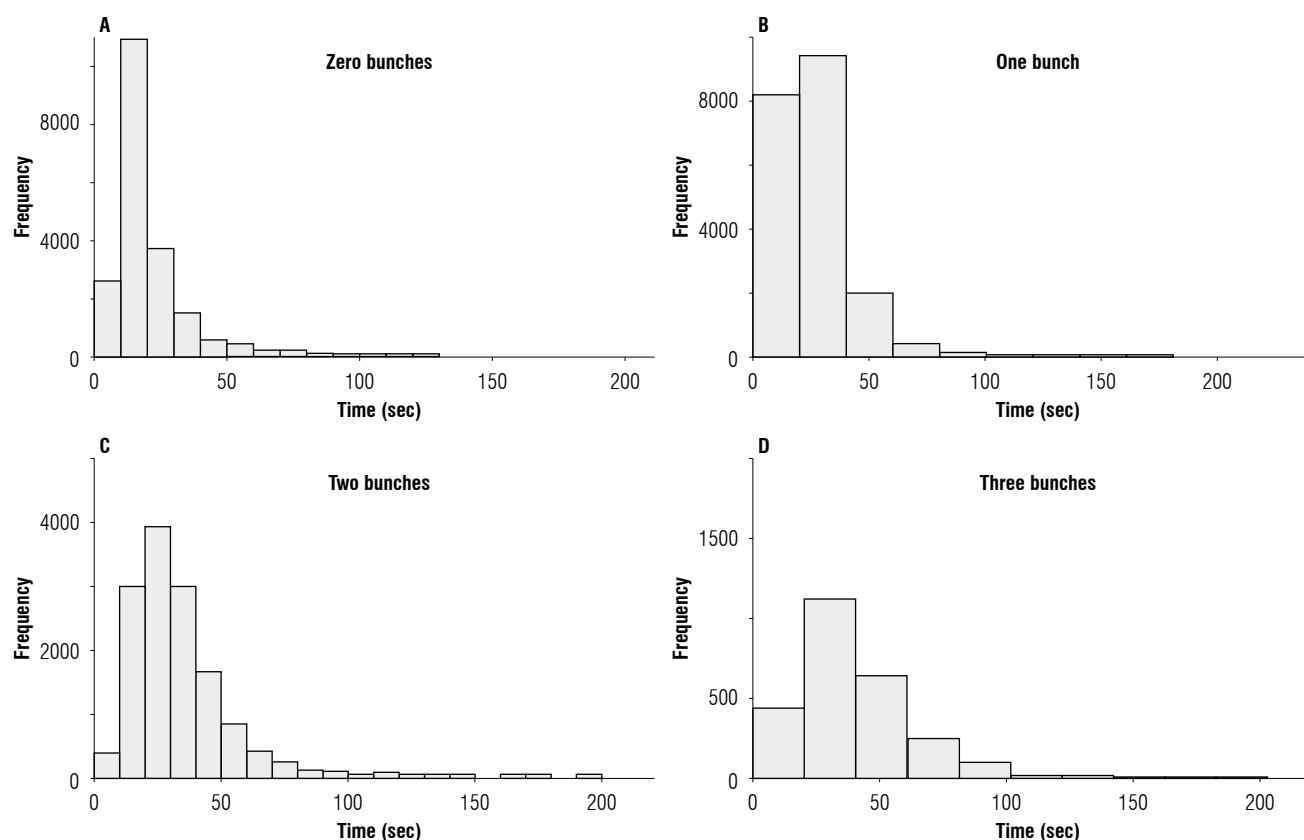 A
Zero bunches
Frequency
8000
4000
0
0 50 100 150 200
Time (sec)
B
One bunch
Frequency
8000
4000
0
0 50 100 150 200
Time (sec)
C
Two bunches
Frequency
4000
2000
0
0 50 100 150 200
Time (sec)
D
Three bunches
Frequency
1500
500
0
0 50 100 150 200
Time (sec)